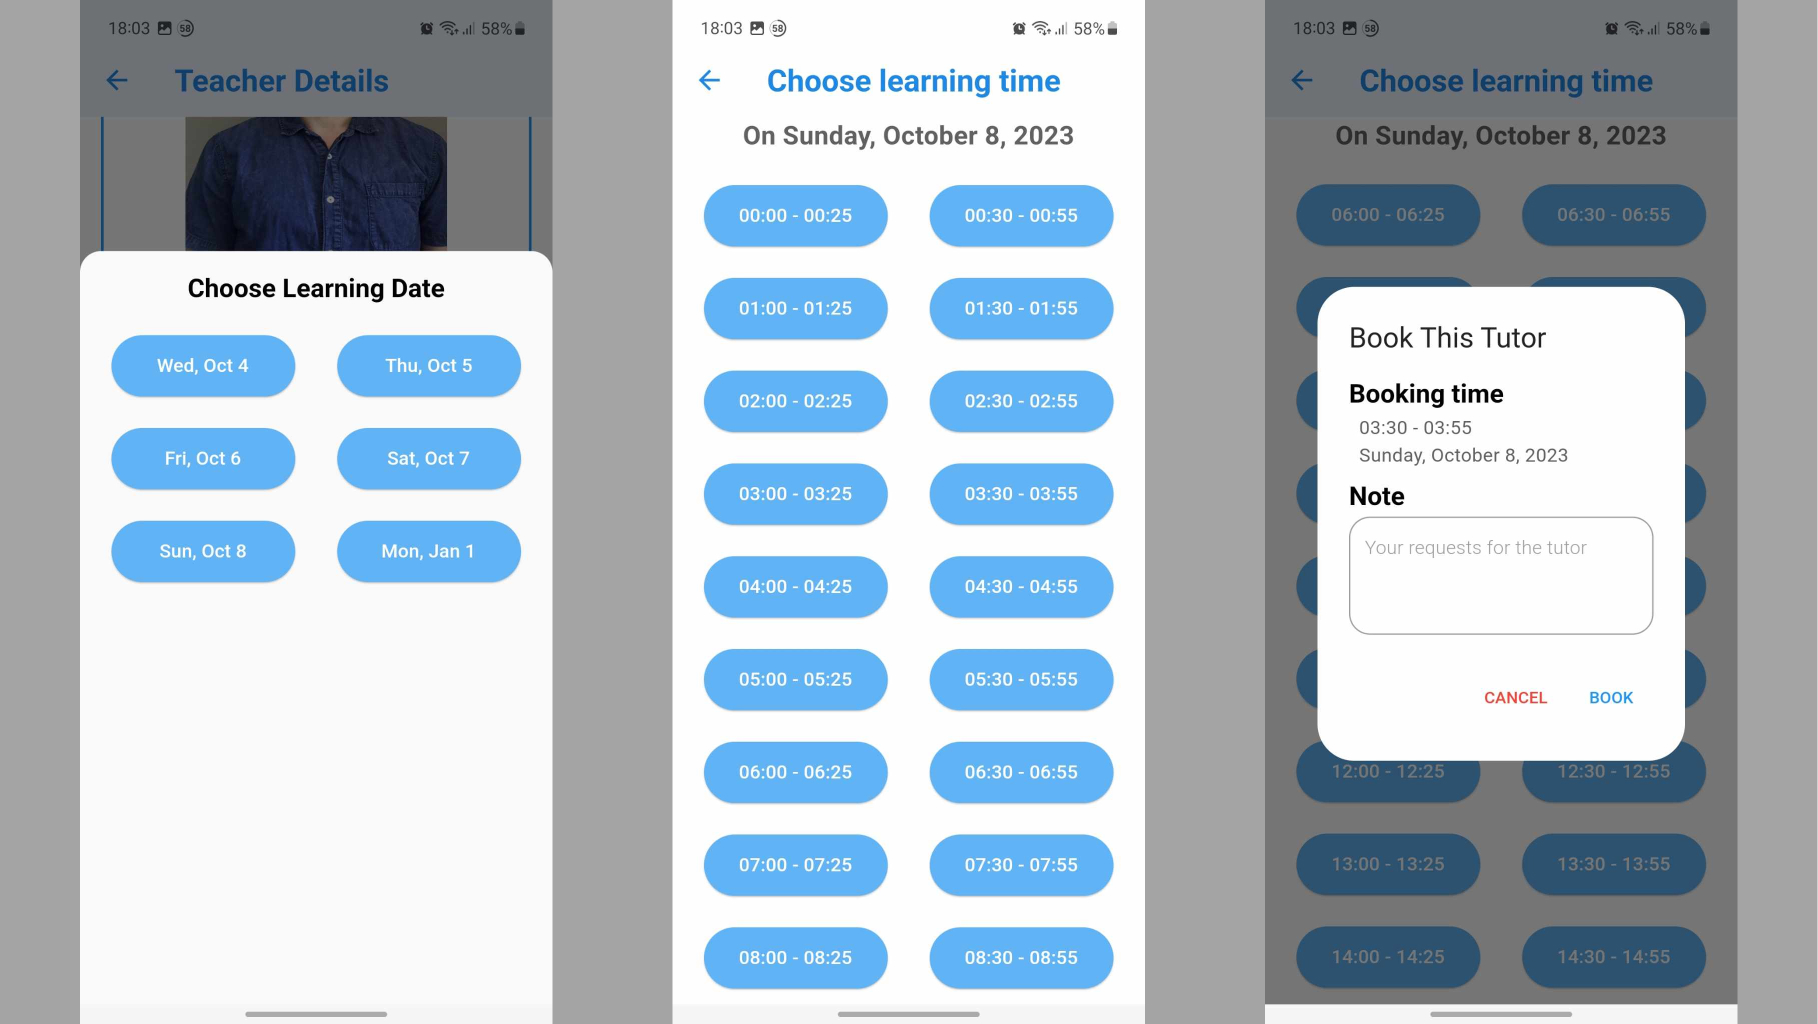 18:03 58 58%
Teacher Details
Choose Learning Date
Wed, Oct 4 Thu, Oct 5
Fri, Oct 6 Sat, Oct 7
Sun, Oct 8 Mon, Jan 1
18:03 58 58%
Choose learning time
On Sunday, October 8, 2023
00:00 - 00:25 00:30 - 00:55
01:00 - 01:25 01:30 - 01:55
02:00 - 02:25 02:30 - 02:55
03:00 - 03:25 03:30 - 03:55
04:00 - 04:25 04:30 - 04:55
05:00 - 05:25 05:30 - 05:55
06:00 - 06:25 06:30 - 06:55
07:00 - 07:25 07:30 - 07:55
08:00 - 08:25 08:30 - 08:55
18:03 58 58%
Choose learning time
On Sunday, October 8, 2023
06:00 - 06:25 06:30 - 06:55
Book This Tutor
Booking time
03:30 - 03:55
Sunday, October 8, 2023
Note
Your requests for the tutor
CANCEL BOOK
12:00 - 12:25 12:30 - 12:55
13:00 - 13:25 13:30 - 13:55
14:00 - 14:25 14:30 - 14:55